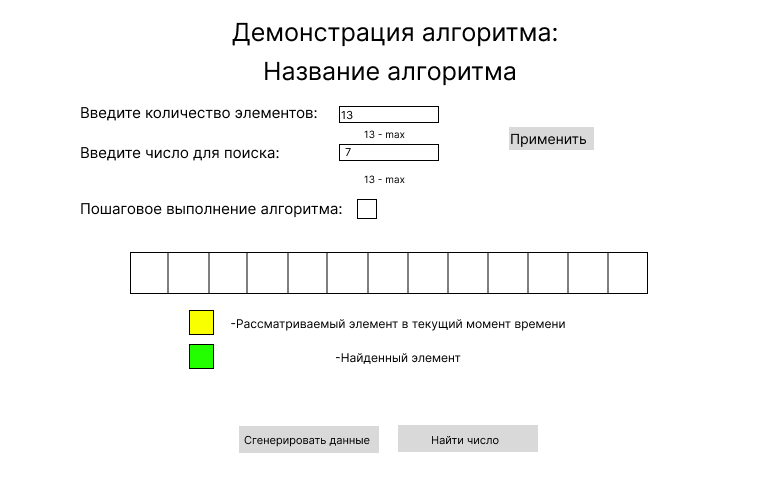 Демонстрация алгоритма:
Название алгоритма
Введите количество элементов: 13
13 - max
Применить
Введите число для поиска: 7
13 - max
Пошаговое выполнение алгоритма:
-Рассматриваемый элемент в текущий момент времени
-Найденный элемент
Сгенерировать данные
Найти число